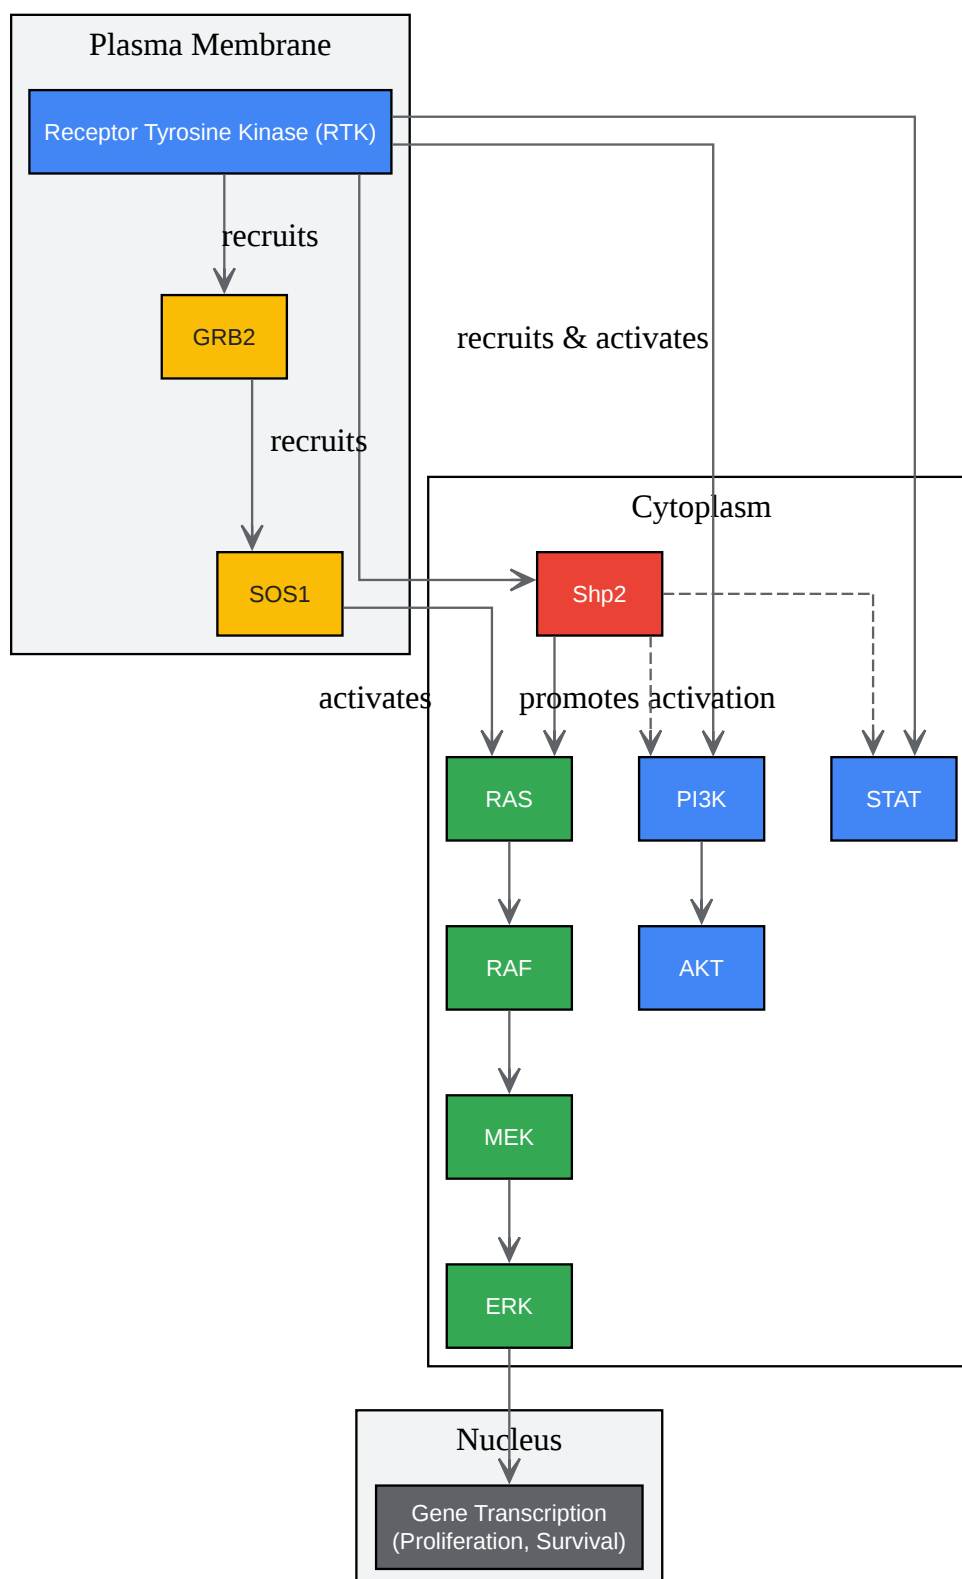 Plasma Membrane
Receptor Tyrosine Kinase (RTK)
recruits
GRB2
recruits & activates
recruits
Cytoplasm
SOS1
Shp2
activates
promotes activation
RAS
PI3K
STAT
RAF
AKT
MEK
ERK
Nucleus
Gene Transcription
(Proliferation, Survival)